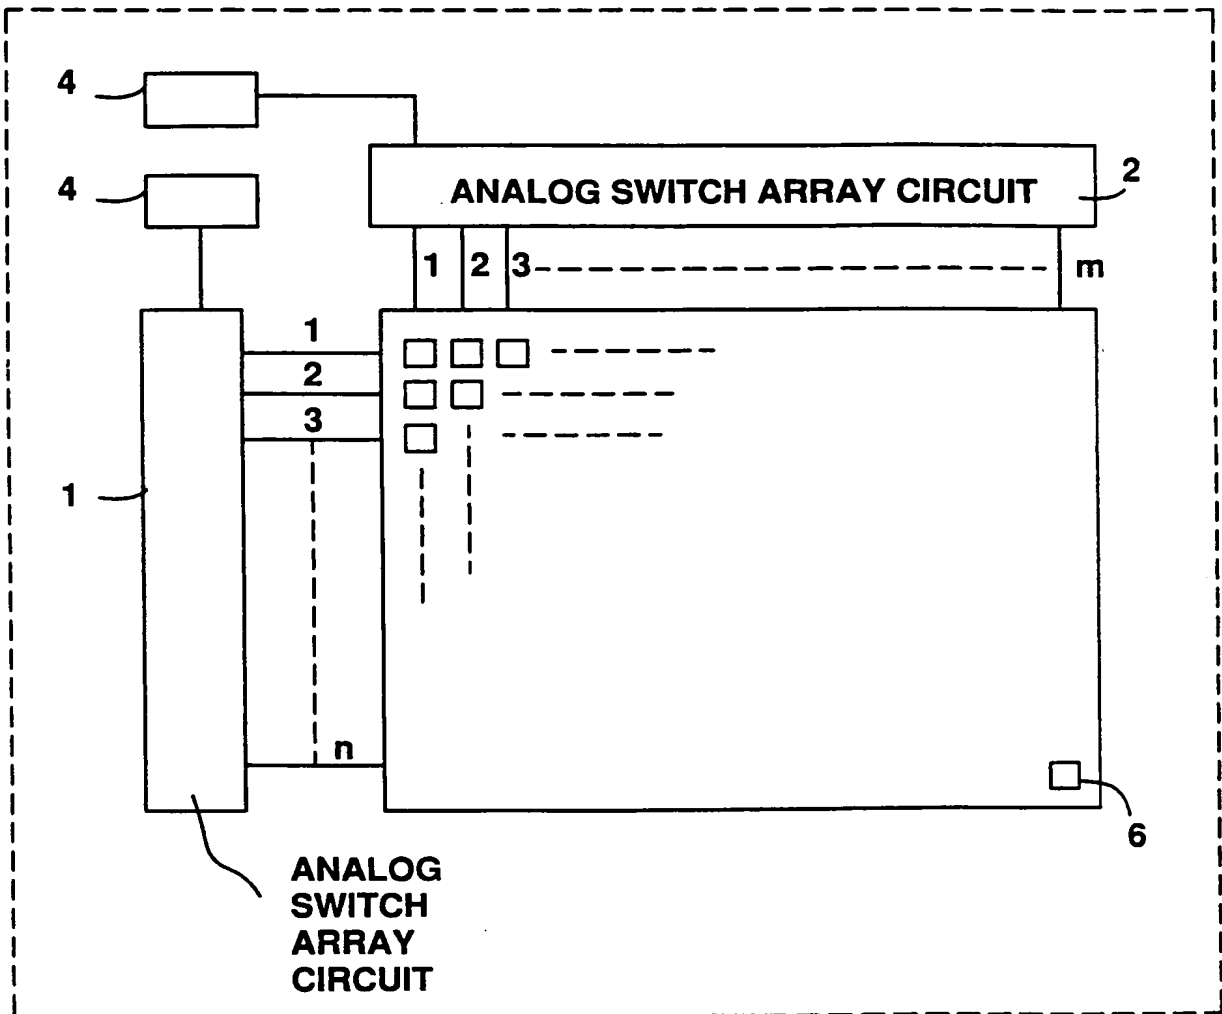 4
4
ANALOG SWITCH ARRAY CIRCUIT
2
1 2 3 m
1
2
3
1
n
6
ANALOG
SWITCH
ARRAY
CIRCUIT